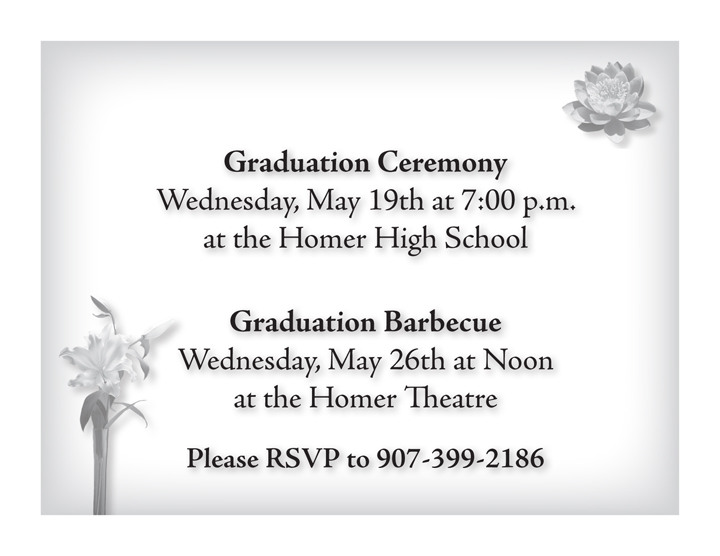 Graduation Ceremony
Wednesday, May 19th at 7:00 p.m.
at the Homer High School
Graduation Barbecue
Wednesday, May 26th at Noon
at the Homer Theatre
Please RSVP to 907-399-2186